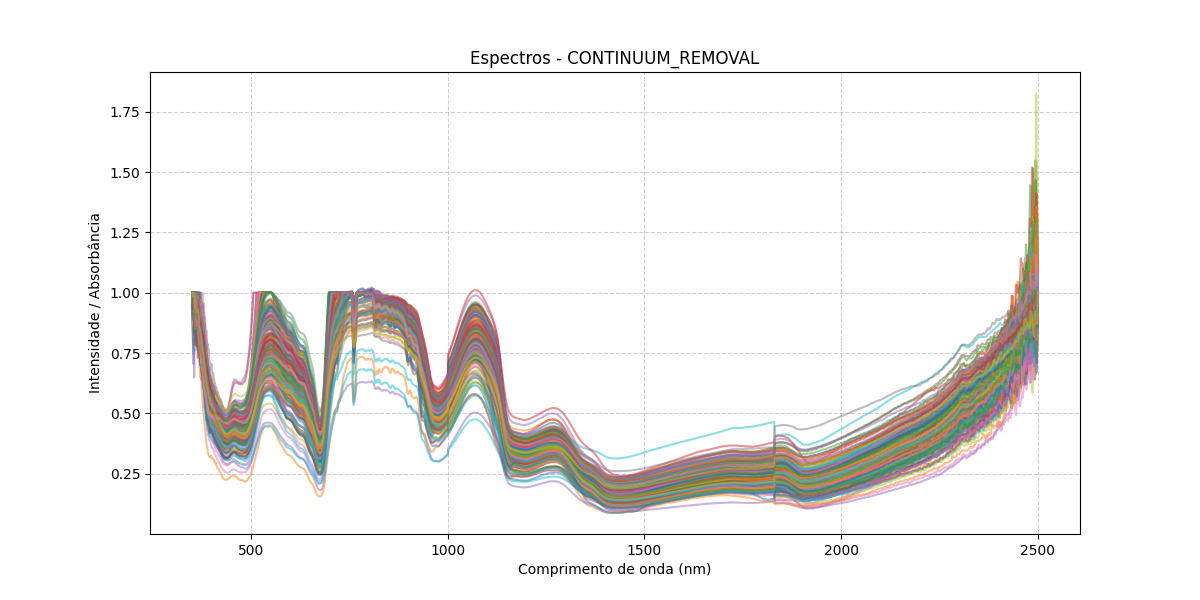 Espectros - CONTINUUM_REMOVAL
Intensidade / Absorbância
1.75
1.50
1.25
1.00
0.75
0.50
0.25
500 1000 1500 2000 2500
Comprimento de onda (nm)